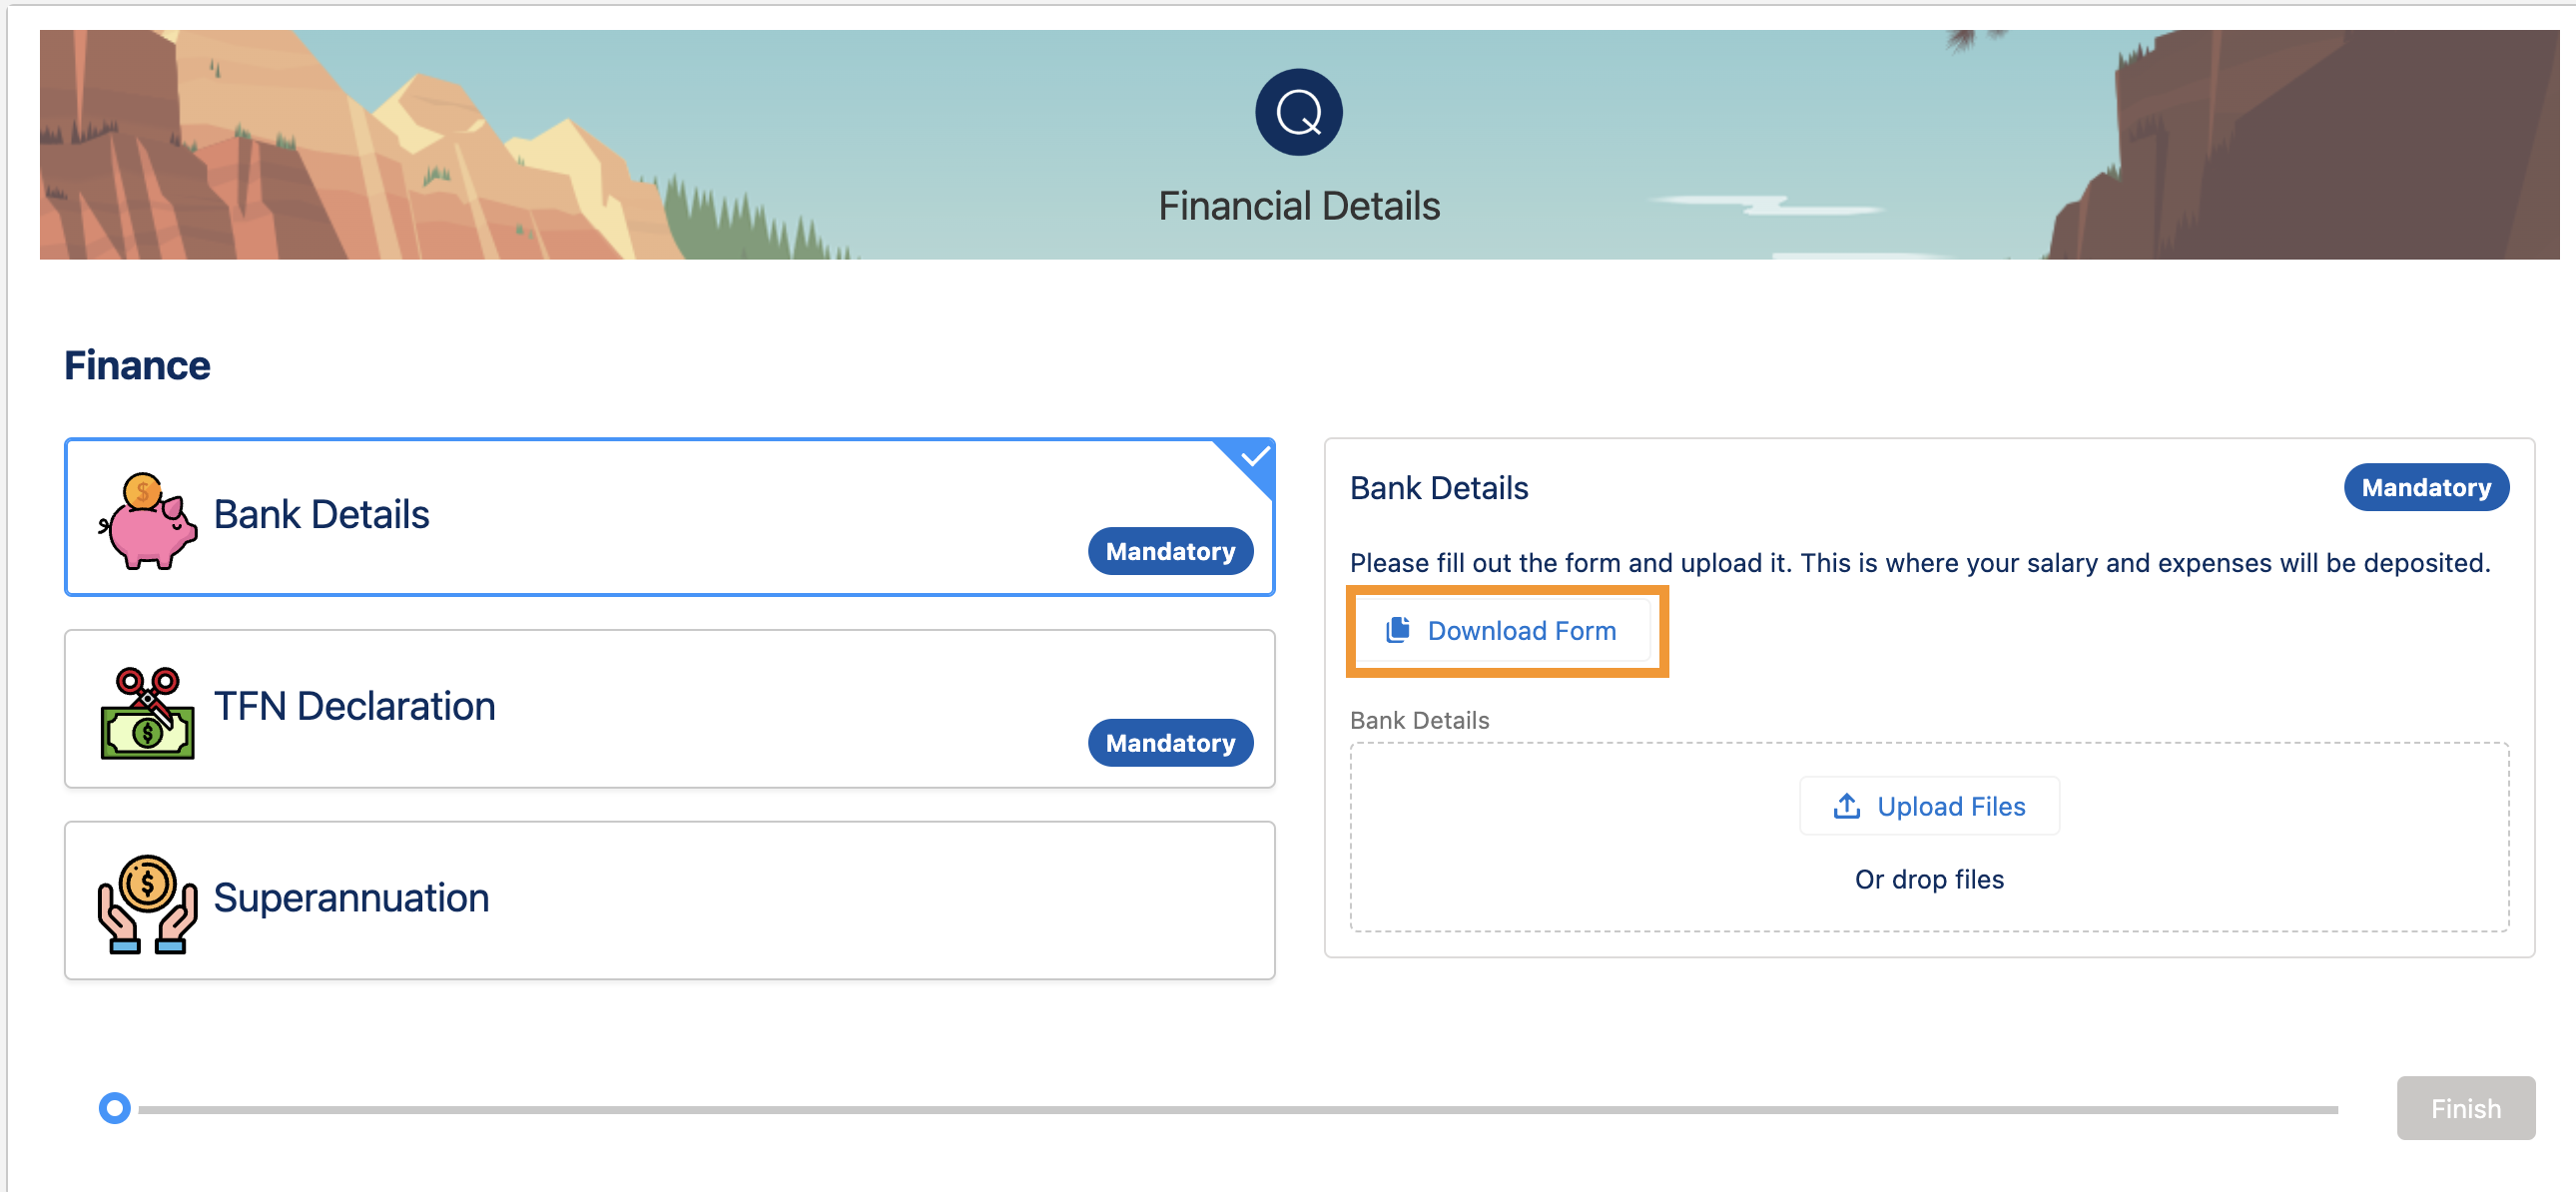 Financial Details
Finance
Bank Details
Mandatory
TFN Declaration
Mandatory
Superannuation
Bank Details
Mandatory
Please fill out the form and upload it. This is where your salary and expenses will be deposited.
Download Form
Bank Details
Upload Files
Or drop files
Finish